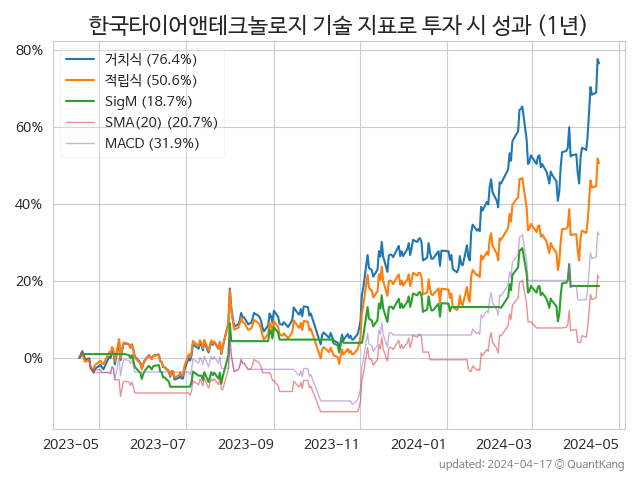 한국타이어앤테크놀로지 기술 지표로 투자 시 성과 (1년)
80%
60%
40%
20%
0%
거치식 (76.4%)
적립식 (50.6%)
SigM (18.7%)
SMA(20) (20.7%)
MACD (31.9%)
2023-05 2023-07 2023-09 2023-11 2024-01 2024-03 2024-05
updated: 2024-04-17 © QuantKang